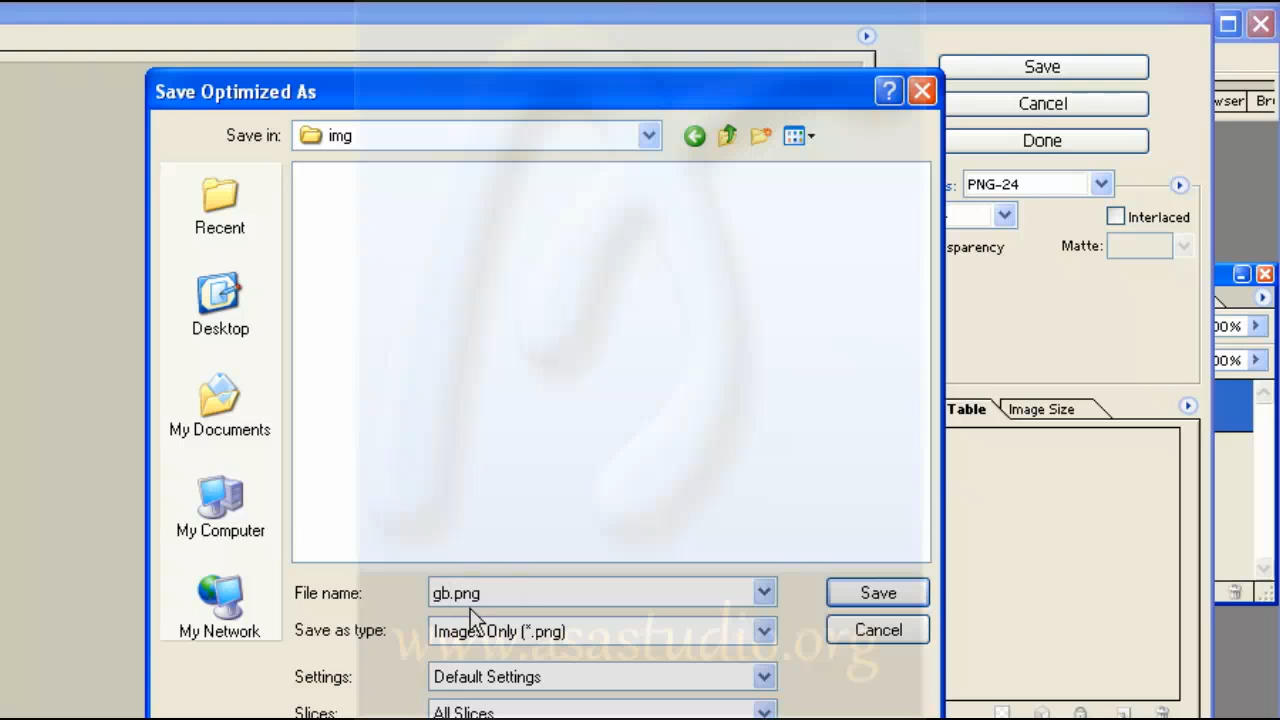 Save
Save Optimized As
Cancel
wser
Save in:
img
Done
PNG-24
Recent
Interlaced
sparency
Matte:
Desktop
00%
00%
Table
Image Size
My Documents
My Computer
File name:
gb.png
Save
My Network
Save as type:
Images Only (*.png)
Cancel
www.asastudio.org
Settings:
Default Settings
Slices:
All Slices